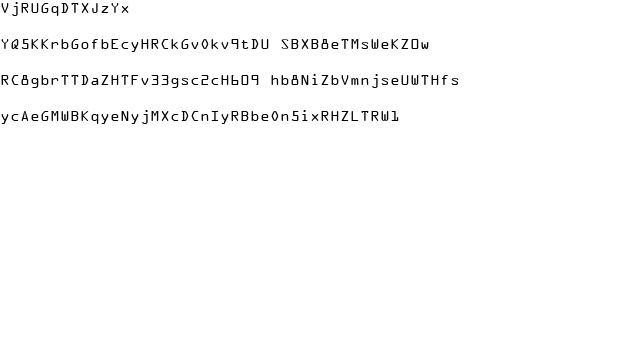 VjRUGqDTXJzYx
YQ5KKrbGofbEcyHRCkGv0kv9tDU SBXB8eTMsWeKZOw
RC8gbrTTDaZHTFv33gsc2cH6O9 hb8NiZbVmnjseUWTHfs
ycAeGMWBKqyeNyjMXcDCnIyRBbe0n5ixRHZLTRW1